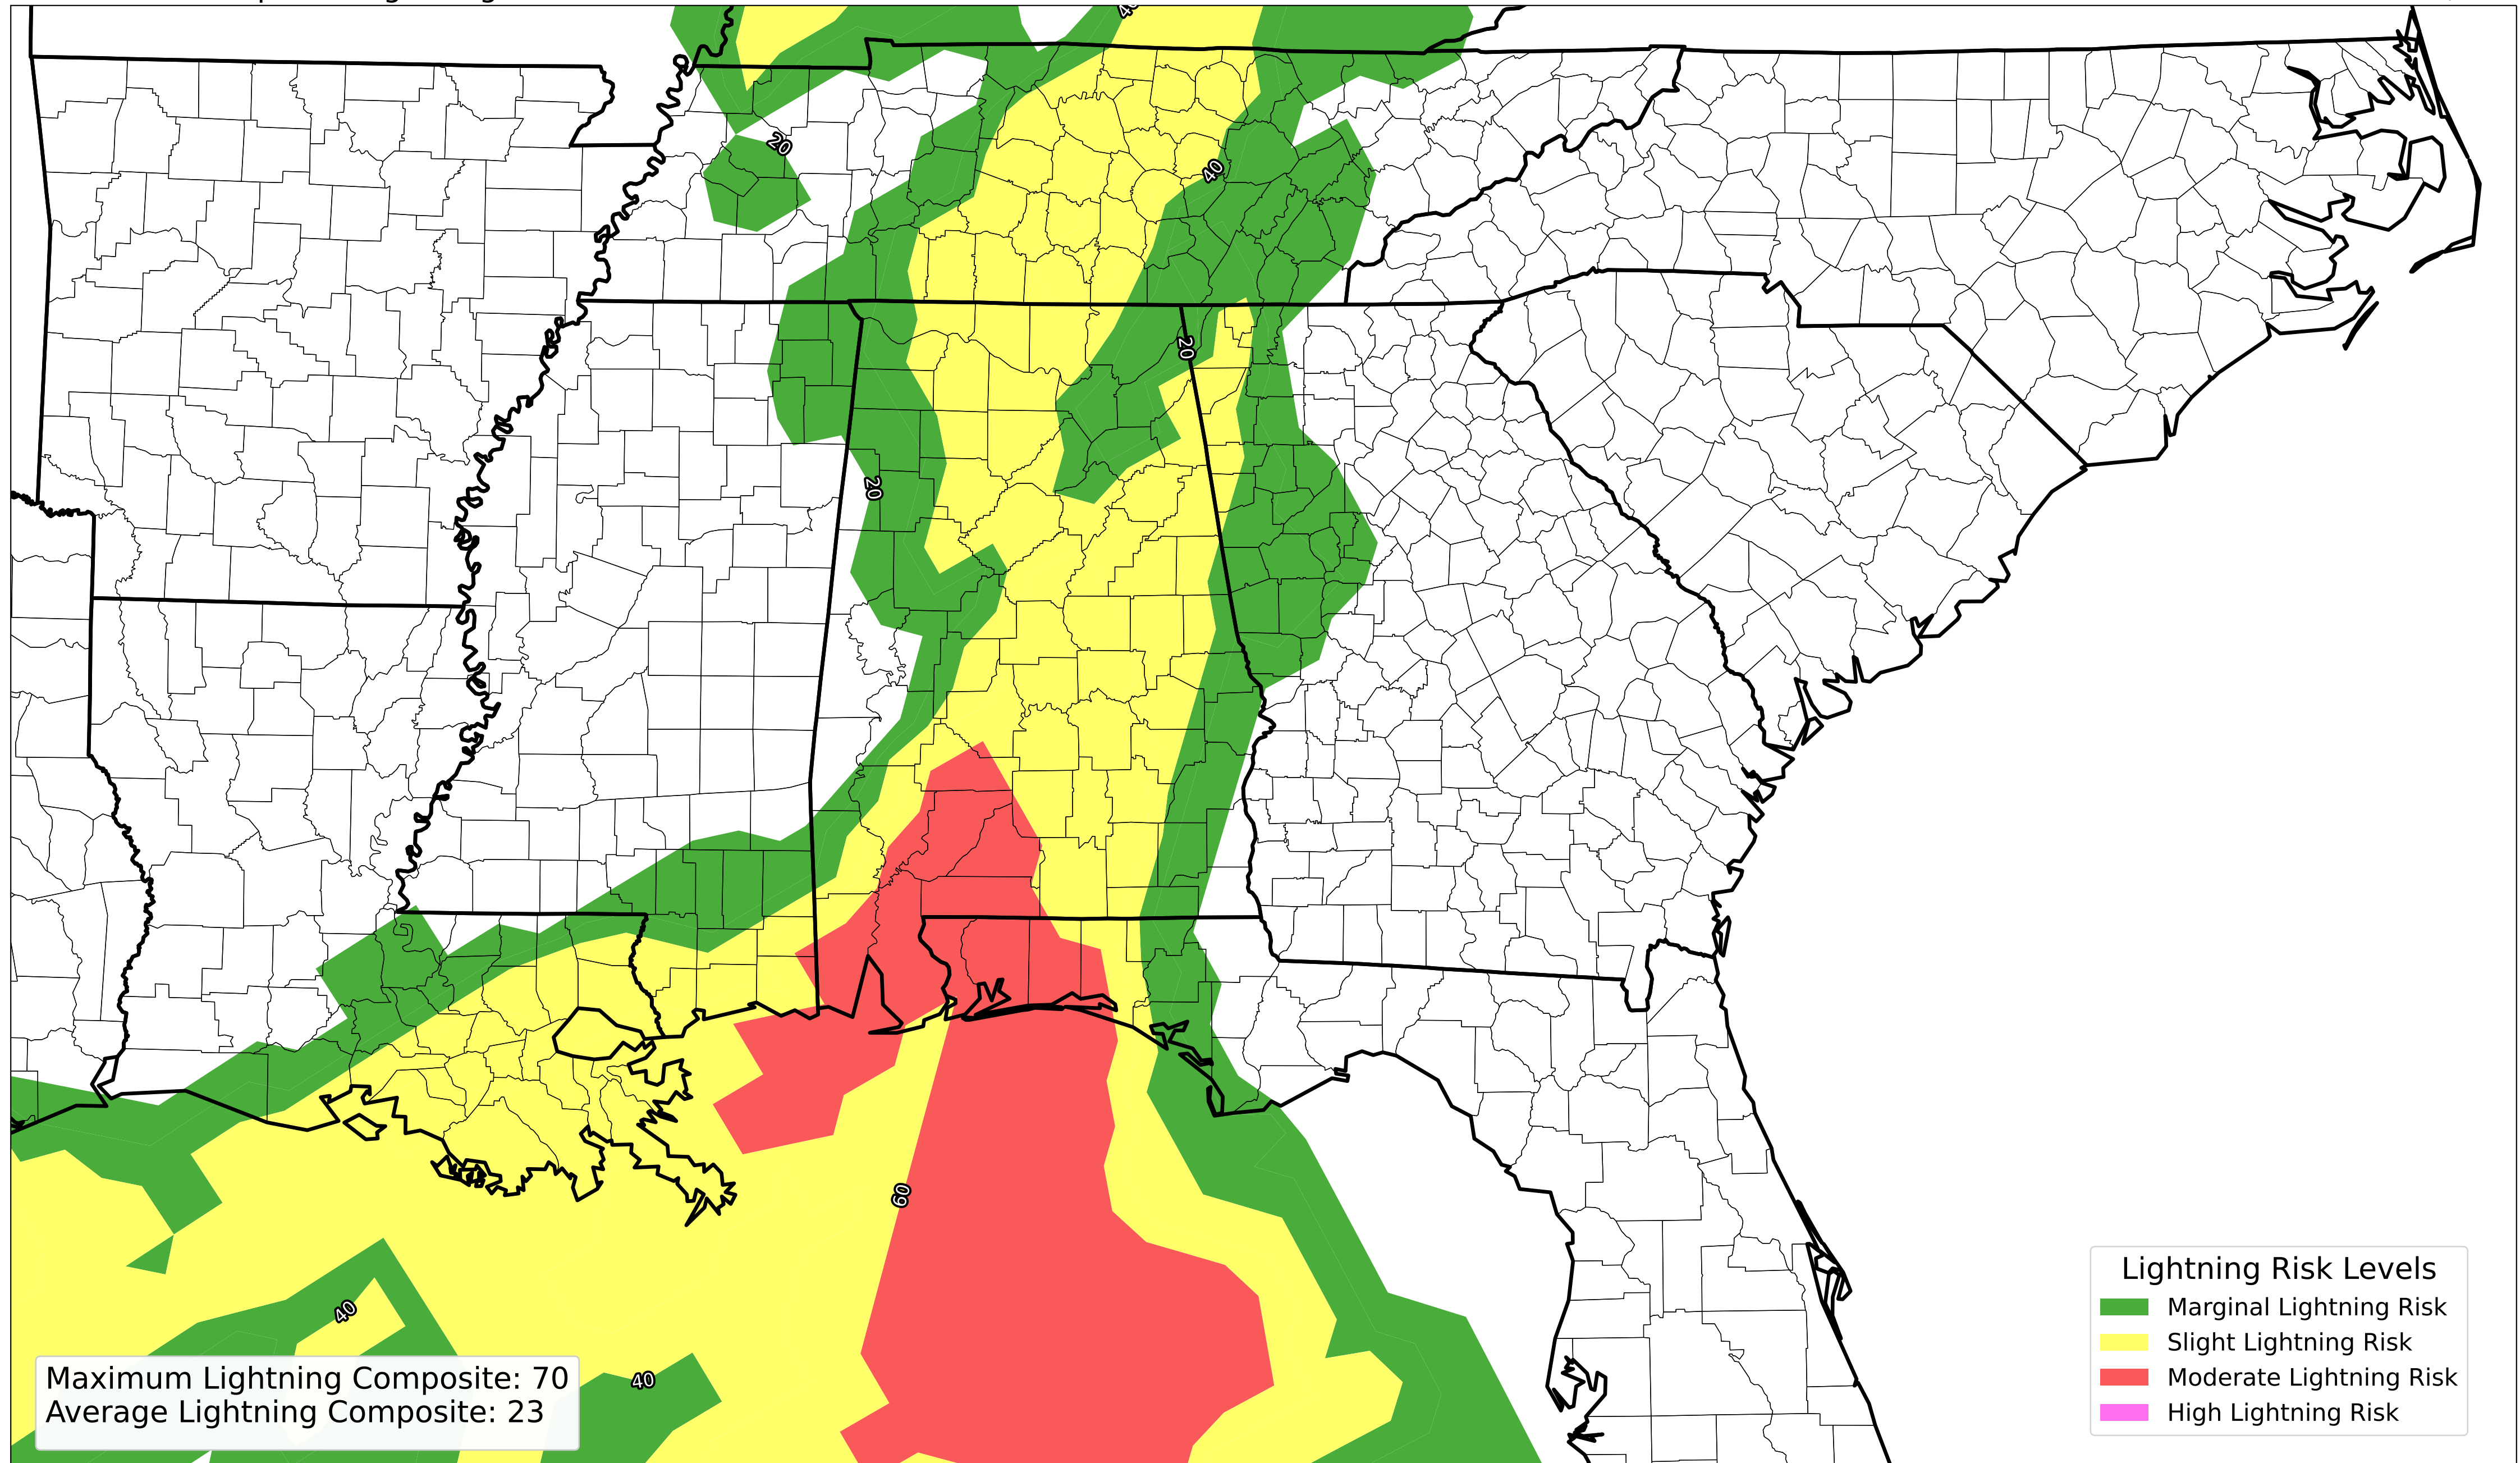 40
20
40
20
20
60
40
40
Maximum Lightning Composite: 70
Average Lightning Composite: 23
Lightning Risk Levels
Marginal Lightning Risk
Slight Lightning Risk
Moderate Lightning Risk
High Lightning Risk